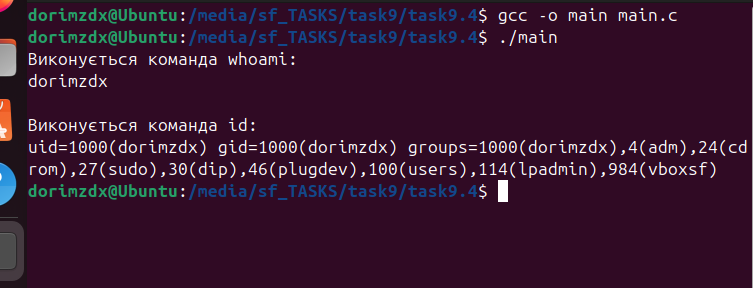 dorimzdx@Ubuntu:/media/sf_TASKS/task9/task9.4$ gcc -o main main.c
dorimzdx@Ubuntu:/media/sf_TASKS/task9/task9.4$ ./main
Виконується команда whoami:
dorimzdx
Виконується команда id:
uid=1000(dorimzdx) gid=1000(dorimzdx) groups=1000(dorimzdx),4(adm),24(cd
rom),27(sudo),30(dip),46(plugdev),100(users),114(lpadmin),984(vboxsf)
dorimzdx@Ubuntu:/media/sf_TASKS/task9/task9.4$